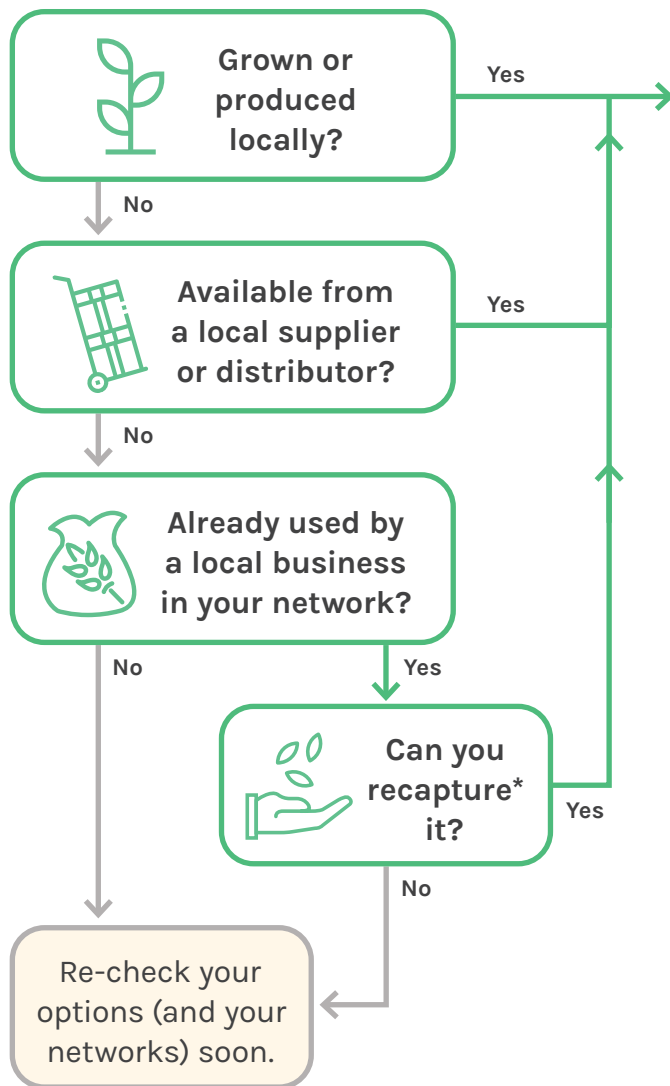 Grown or
produced
locally?
Yes
No
Available from
a local supplier
or distributor?
Yes
No
Already used by
a local business
in your network?
No
Yes
Can you
recapture*
it?
Yes
No
Re-check your
options (and your
networks) soon.